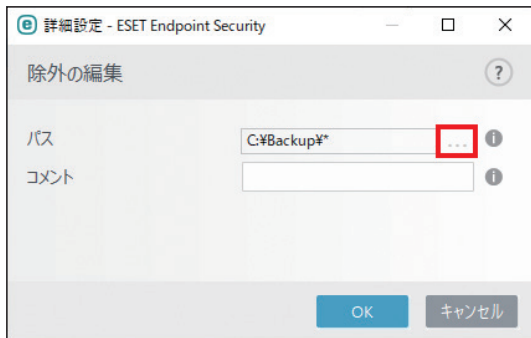 e 詳細設定 - ESET Endpoint Security
除外の編集
?
パス
C:¥Backup¥*
...
i
コメント
i
OK
キャンセル